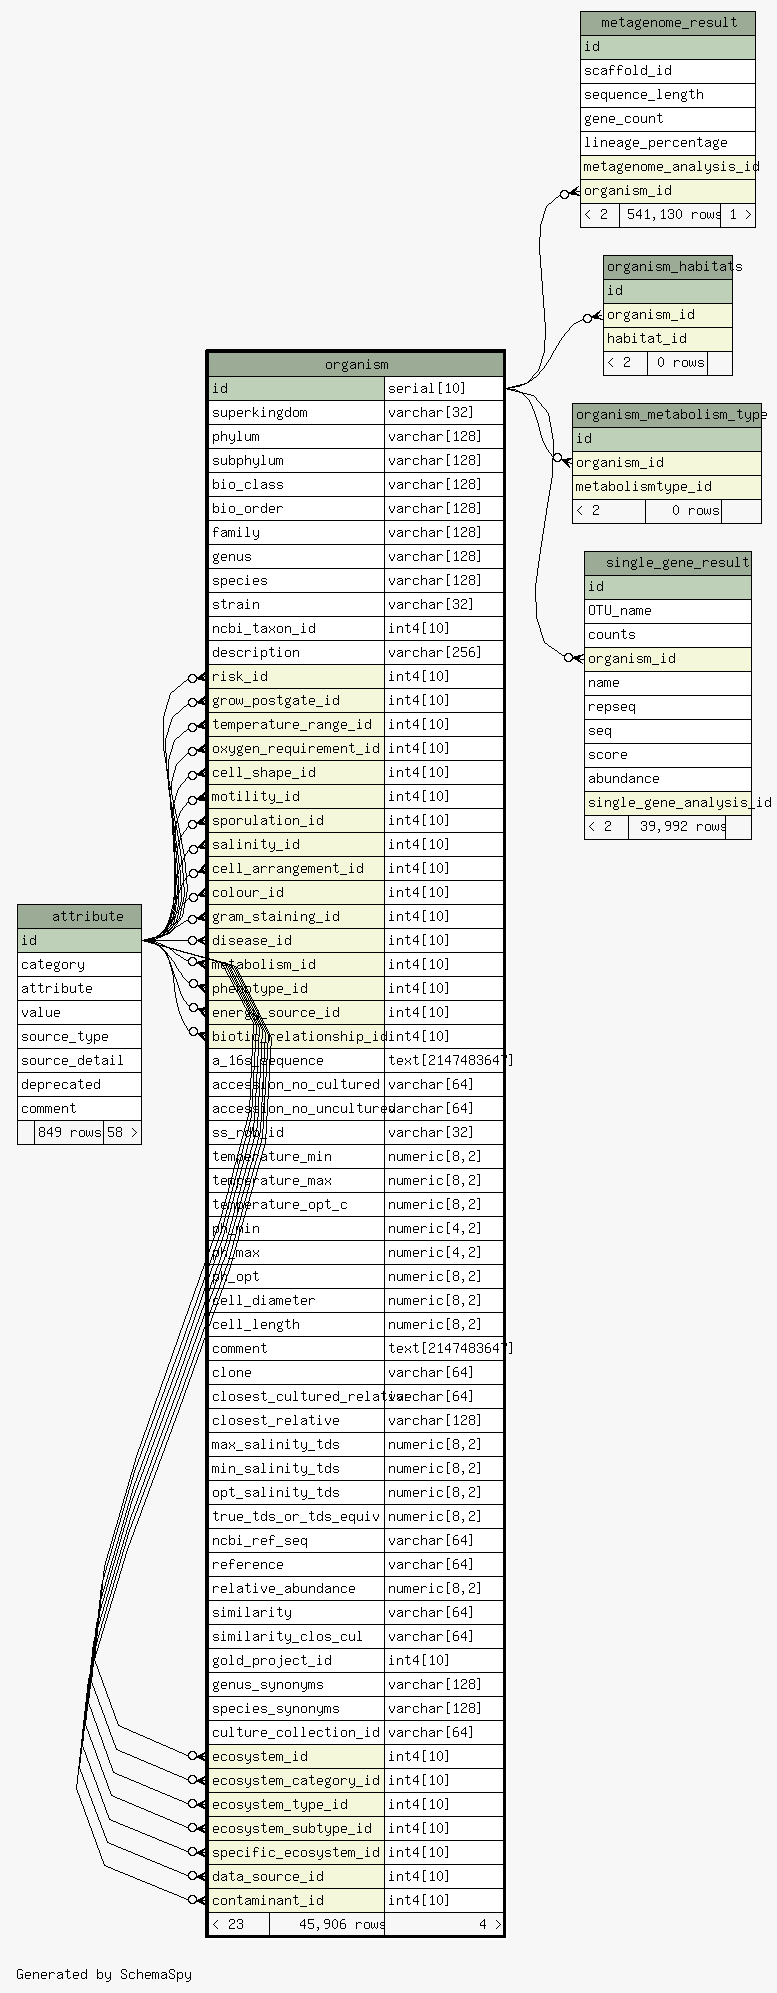 metagenome_result
id
scaffold_id
sequence_length
gene_count
lineage_percentage
metagenome_analysis_id
organism_id
< 2 541,130 rows 1 >
organism_habitats
id
organism_id
habitat_id
< 2 0 rows
organism_metabolism_type
id
organism_id
metabolismtype_id
< 2 0 rows
single_gene_result
id
OTU_name
counts
organism_id
name
repseq
seq
score
abundance
single_gene_analysis_id
< 2 39,992 rows
organism
id serial[10]
superkingdom varchar[32]
phylum varchar[128]
subphylum varchar[128]
bio_class varchar[128]
bio_order varchar[128]
family varchar[128]
genus varchar[128]
species varchar[128]
strain varchar[32]
ncbi_taxon_id int4[10]
description varchar[256]
risk_id int4[10]
grow_postgate_id int4[10]
temperature_range_id int4[10]
oxygen_requirement_id int4[10]
cell_shape_id int4[10]
motility_id int4[10]
sporulation_id int4[10]
salinity_id int4[10]
cell_arrangement_id int4[10]
colour_id int4[10]
gram_staining_id int4[10]
disease_id int4[10]
metabolism_id int4[10]
phenotype_id int4[10]
energy_source_id int4[10]
biotic_relationship_id int4[10]
a_16s_sequence text[2147483647]
accession_no_cultured varchar[64]
accession_no_uncultured varchar[64]
ss_rdb_id varchar[32]
temperature_min numeric[8,2]
temperature_max numeric[8,2]
temperature_opt_c numeric[8,2]
ph_min numeric[4,2]
ph_max numeric[4,2]
ph_opt numeric[8,2]
cell_diameter numeric[8,2]
cell_length numeric[8,2]
comment text[2147483647]
clone varchar[64]
closest_cultured_relative varchar[64]
closest_relative varchar[128]
max_salinity_tds numeric[8,2]
min_salinity_tds numeric[8,2]
opt_salinity_tds numeric[8,2]
true_tds_or_tds_equiv numeric[8,2]
ncbi_ref_seq varchar[64]
reference varchar[64]
relative_abundance numeric[8,2]
similarity varchar[64]
similarity_clos_cul varchar[64]
gold_project_id int4[10]
genus_synonyms varchar[128]
species_synonyms varchar[128]
culture_collection_id varchar[64]
ecosystem_id int4[10]
ecosystem_category_id int4[10]
ecosystem_type_id int4[10]
ecosystem_subtype_id int4[10]
specific_ecosystem_id int4[10]
data_source_id int4[10]
contaminant_id int4[10]
< 23 45,906 rows 4 >
attribute
id
category
attribute
value
source_type
source_detail
deprecated
comment
849 rows 58 >
Generated by SchemaSpy